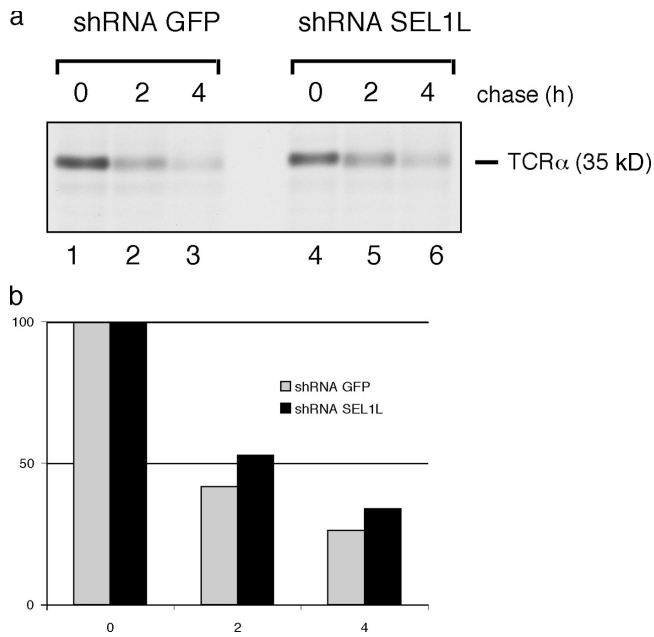 a
shRNA GFP shRNA SEL1L
0 2 4 0 2 4 chase (h)
TCRα (35 kD)
1 2 3 4 5 6
b
100
shRNA GFP
shRNA SEL1L
50
0
0 2 4